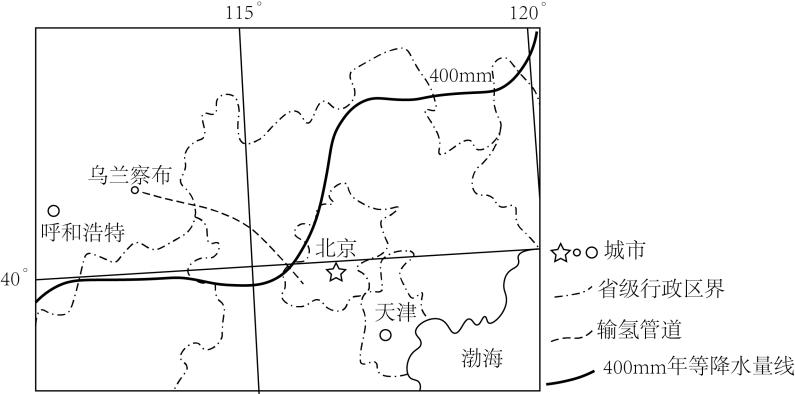 115°
120°
400mm
乌兰察布
呼和浩特
北京
40°
天津
渤海
城市
省级行政区界
输氢管道
400mm年等降水量线